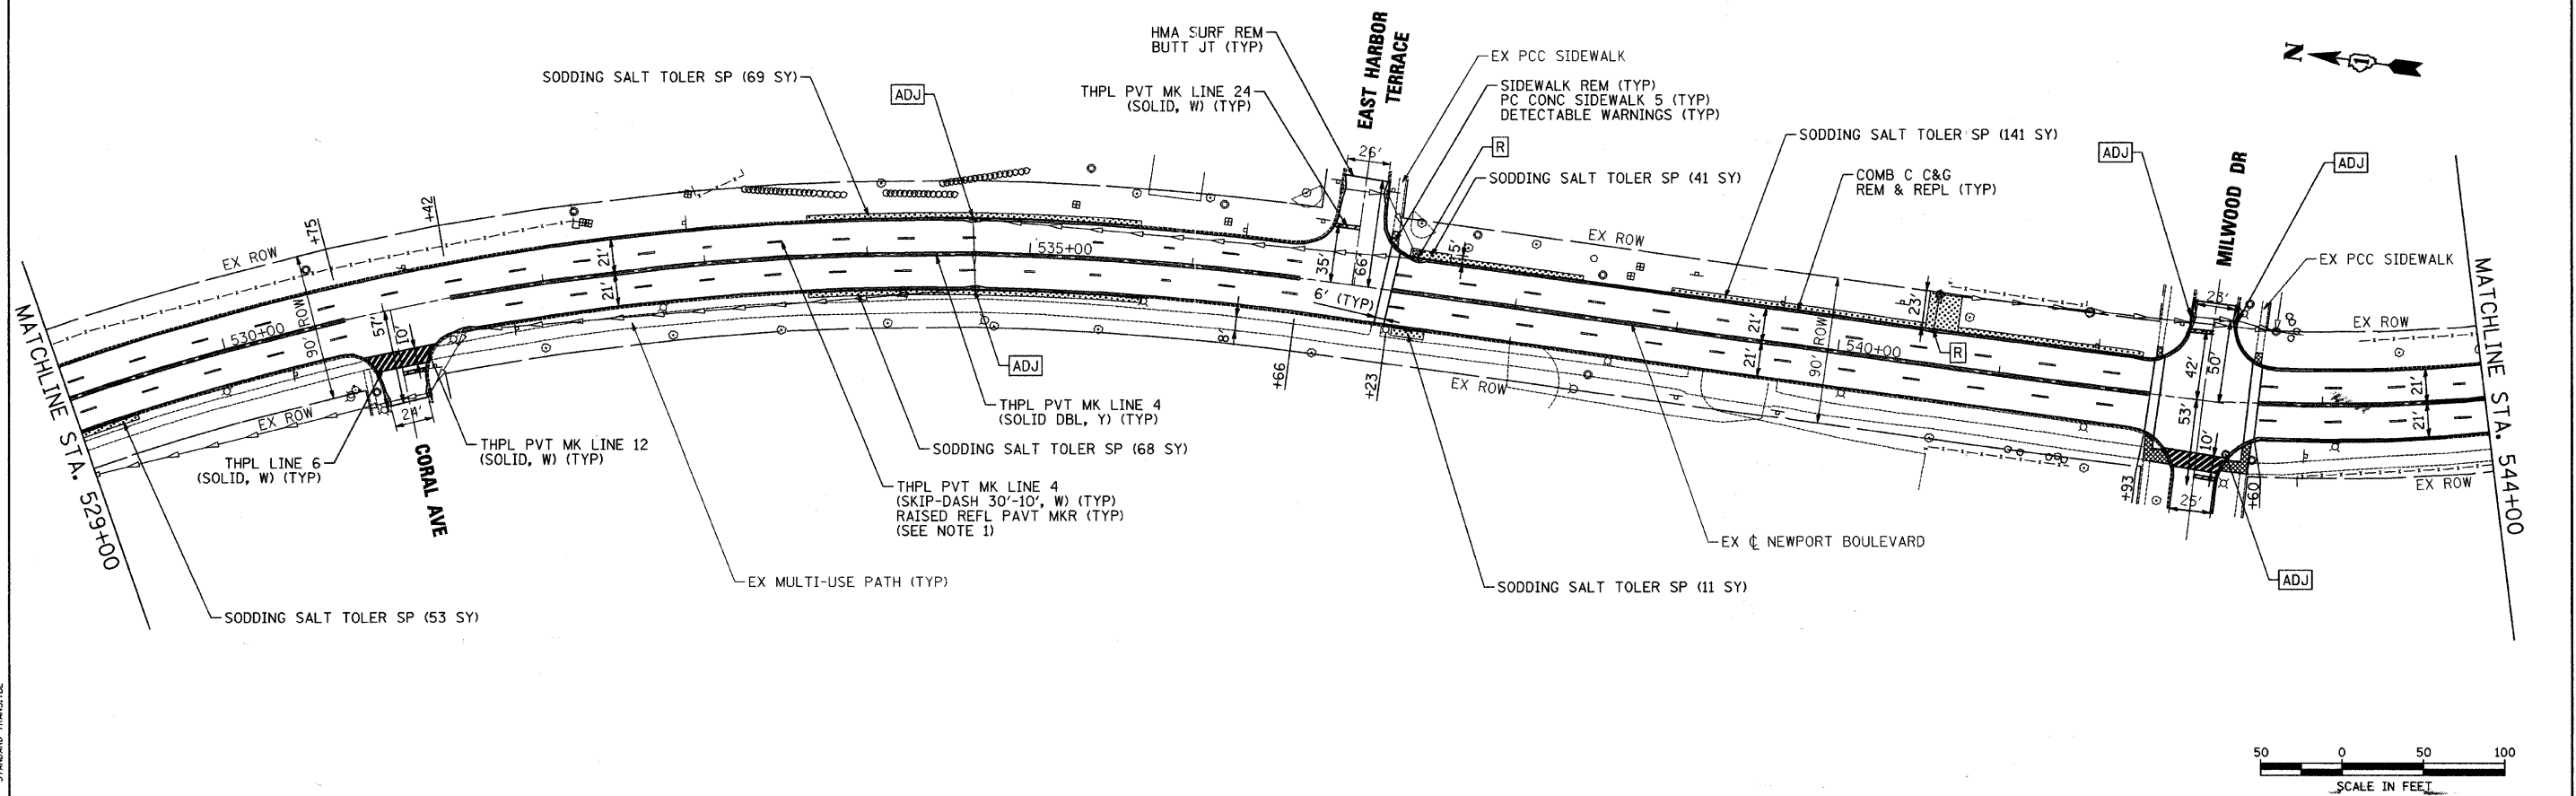 HMA SURF REM
BUTT JT (TYP)
EAST HARBOR
TERRACE
EX PCC SIDEWALK
N
1
SODDING SALT TOLER SP (69 SY)
ADJ
THPL PVT MK LINE 24
(SOLID, W) (TYP)
SIDEWALK REM (TYP)
PC CONC SIDEWALK 5 (TYP)
DETECTABLE WARNINGS (TYP)
SODDING SALT TOLER SP (141 SY)
ADJ
MILWOOD DR
ADJ
26'
R
SODDING SALT TOLER SP (41 SY)
COMB C C&G
REM & REPL (TYP)
+75
+42
EX ROW
EX ROW
5'
EX PCC SIDEWALK
MATCHLINE STA. 529+00
90' ROW
21'
21'
535+00
35'
66'
6' (TYP)
23'
EX ROW
MATCHLINE STA. 544+00
530+00
57'
10'
21'
21'
90' ROW
540+00
R
42'
50'
53'
10'
21'
21'
8'
+66
+23
EX ROW
ADJ
EX ROW
24'
CORAL AVE
THPL PVT MK LINE 4
(SOLID DBL, Y) (TYP)
THPL LINE 6
(SOLID, W) (TYP)
THPL PVT MK LINE 12
(SOLID, W) (TYP)
SODDING SALT TOLER SP (68 SY)
THPL PVT MK LINE 4
(SKIP-DASH 30'-10', W) (TYP)
RAISED REFL PAVT MKR (TYP)
(SEE NOTE 1)
+93
+60
EX ROW
EX ℄ NEWPORT BOULEVARD
EX MULTI-USE PATH (TYP)
SODDING SALT TOLER SP (11 SY)
ADJ
SODDING SALT TOLER SP (53 SY)
50 0 50 100
SCALE IN FEET